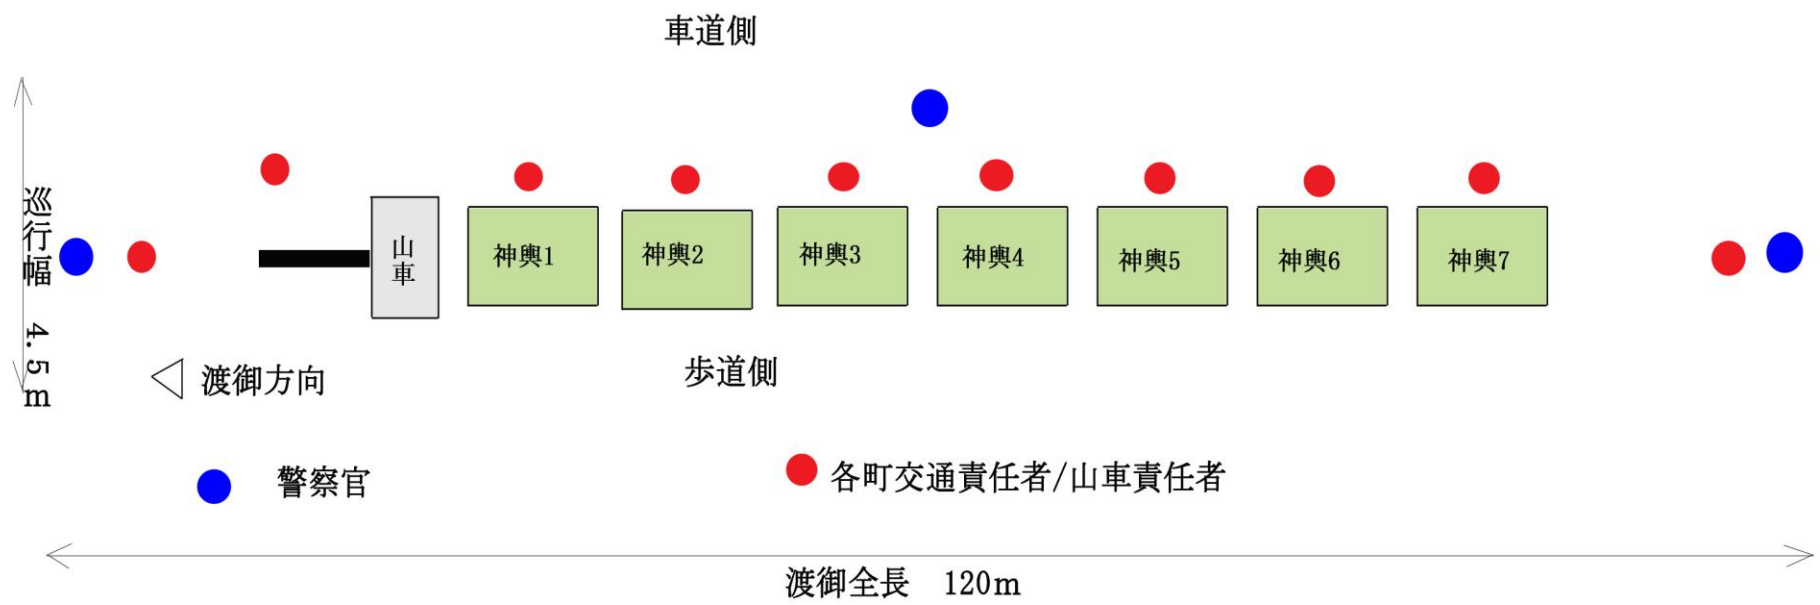 車道側
巡行幅 4.5m
山車
神輿1
神輿2
神輿3
神輿4
神輿5
神輿6
神輿7
渡御方向
歩道側
警察官
各町交通責任者/山車責任者
渡御全長 120m